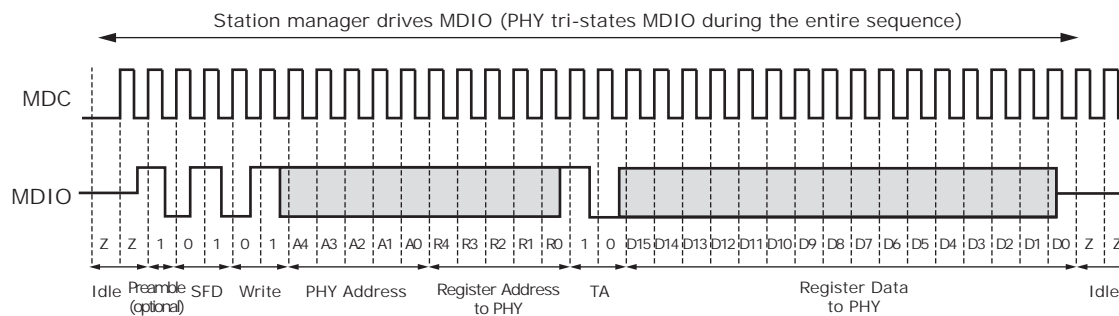 Station manager drives MDIO (PHY tri-states MDIO during the entire sequence)
MDC
MDIO
Z Z 1 0 1 0 1 A4 A3 A2 A1 A0 R4 R3 R2 R1 R0 1 0 D15 D14 D13 D12 D11 D10 D9 D8 D7 D6 D5 D4 D3 D2 D1 D0 Z Z
Idle Preamble (optional) SFD Write PHY Address Register Address to PHY TA Register Data to PHY Idle